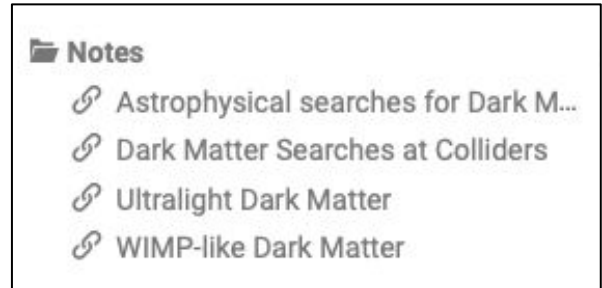 Notes
Astrophysical searches for Dark M...
Dark Matter Searches at Colliders
Ultralight Dark Matter
WIMP-like Dark Matter